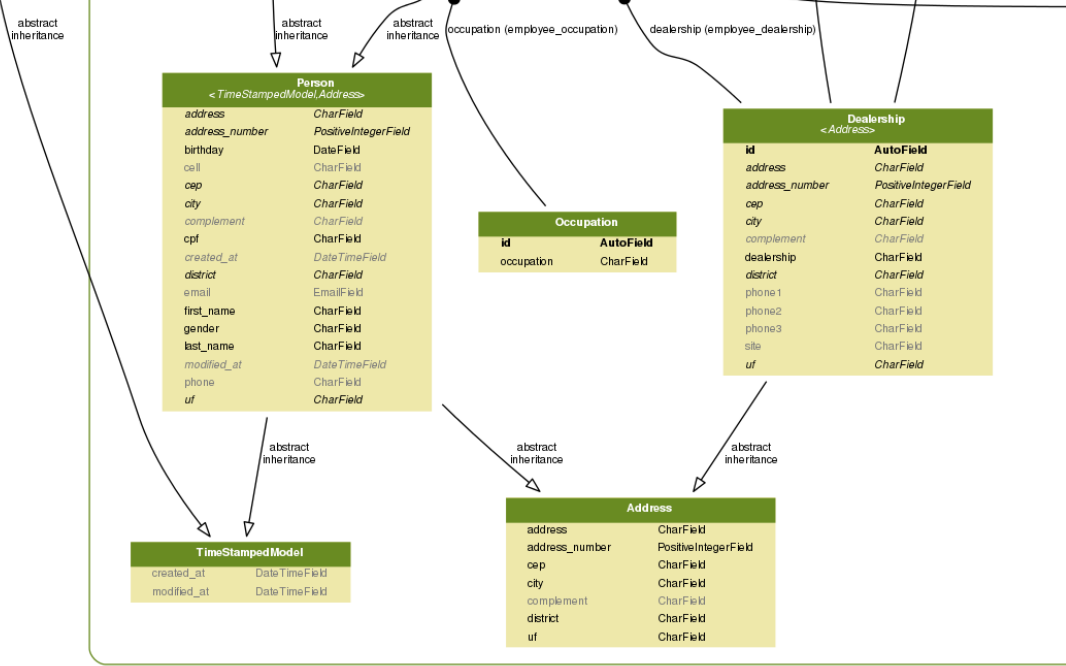 abstract
inheritance
abstract
inheritance
abstract
inheritance
occupation (employee_occupation)
dealership (employee_dealership)
Person
<TimeStampedModel,Address>
address CharField
address_number PositiveIntegerField
birthday DateField
cell CharField
cep CharField
city CharField
complement CharField
cpf CharField
created_at DateTimeField
district CharField
email EmailField
first_name CharField
gender CharField
last_name CharField
modified_at DateTimeField
phone CharField
uf CharField
Occupation
id AutoField
occupation CharField
Dealership
<Address>
id AutoField
address CharField
address_number PositiveIntegerField
cep CharField
city CharField
complement CharField
dealership CharField
district CharField
phone1 CharField
phone2 CharField
phone3 CharField
site CharField
uf CharField
abstract
inheritance
abstract
inheritance
abstract
inheritance
TimeStampedModel
created_at DateTimeField
modified_at DateTimeField
Address
address CharField
address_number PositiveIntegerField
cep CharField
city CharField
complement CharField
district CharField
uf CharField